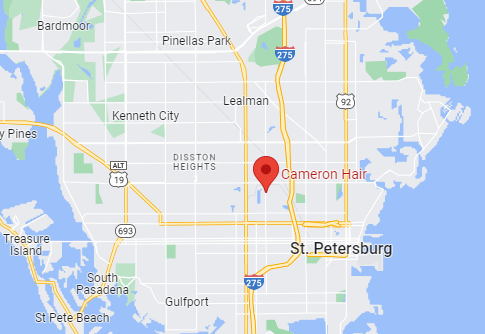 275
694
Bardmoor
Pinellas Park
275
Lealman
92
Kenneth City
y Pines
DISSTON
HEIGHTS
ALT
19
Cameron Hair
693
Treasure
Island
St. Petersburg
South
Pasadena
275
Gulfport
St Pete Beach